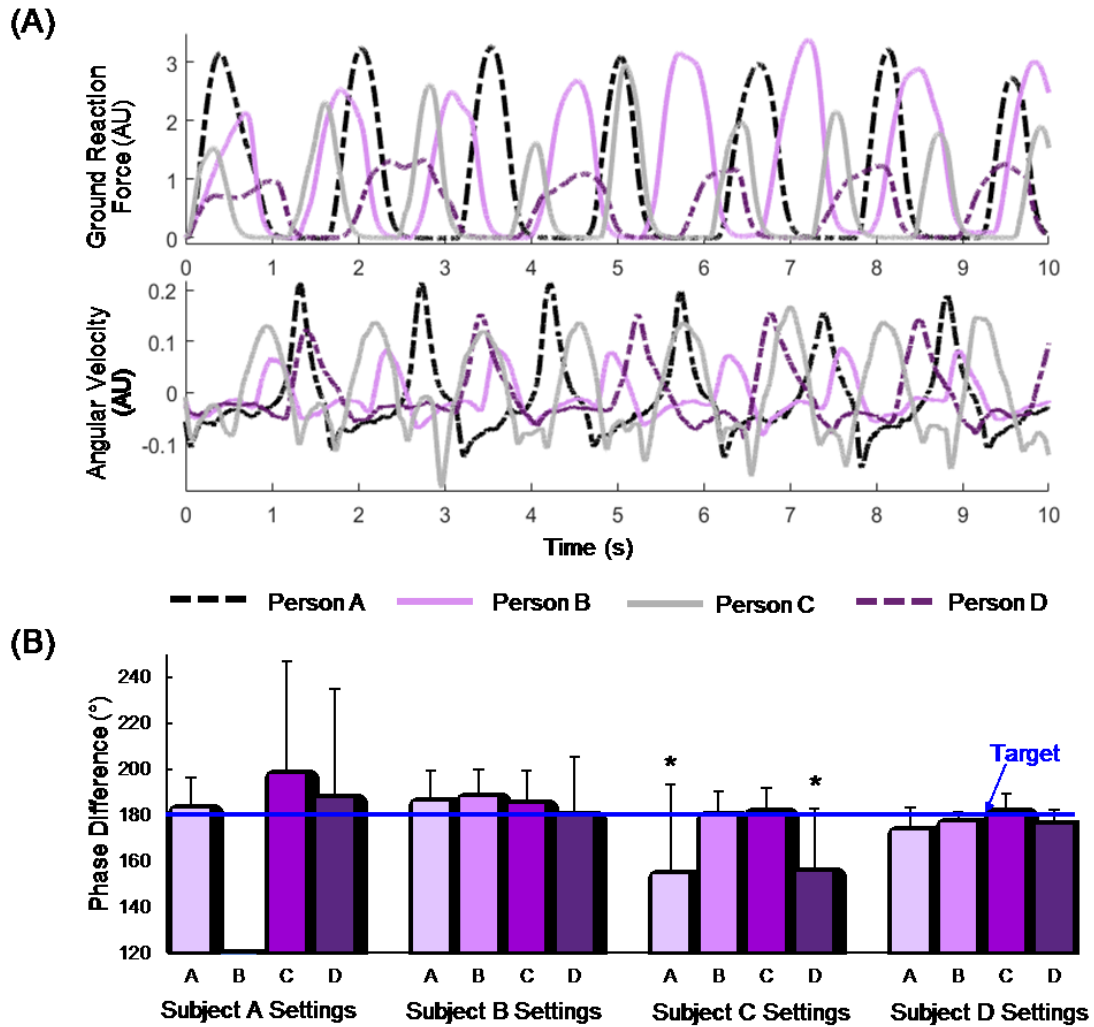 (A)
Ground Reaction
Force (AU)
3
2
1
0
0 1 2 3 4 5 6 7 8 9 10
Angular Velocity
(AU)
0.2
0.1
0
-0.1
0 1 2 3 4 5 6 7 8 9 10
Time (s)
Person A Person B Person C Person D
(B)
Phase Difference (°)
240
220
200
180
160
140
120
* *
Target
A B C D A B C D A B C D A B C D
Subject A Settings Subject B Settings Subject C Settings Subject D Settings